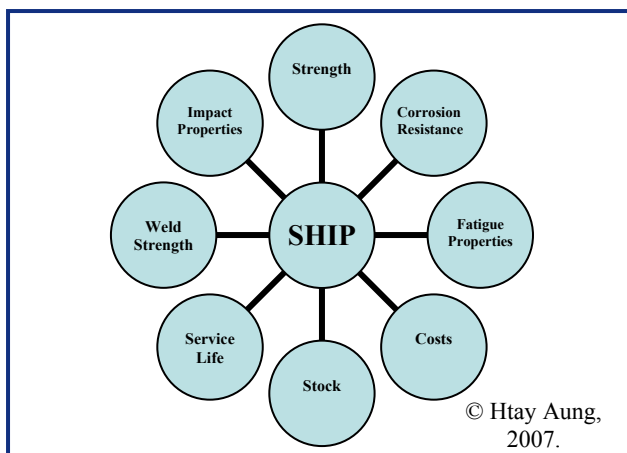 Strength
Impact
Properties
Corrosion
Resistance
Weld
Strength
SHIP
Fatigue
Properties
Service
Life
Costs
Stock
© Htay Aung,
2007.